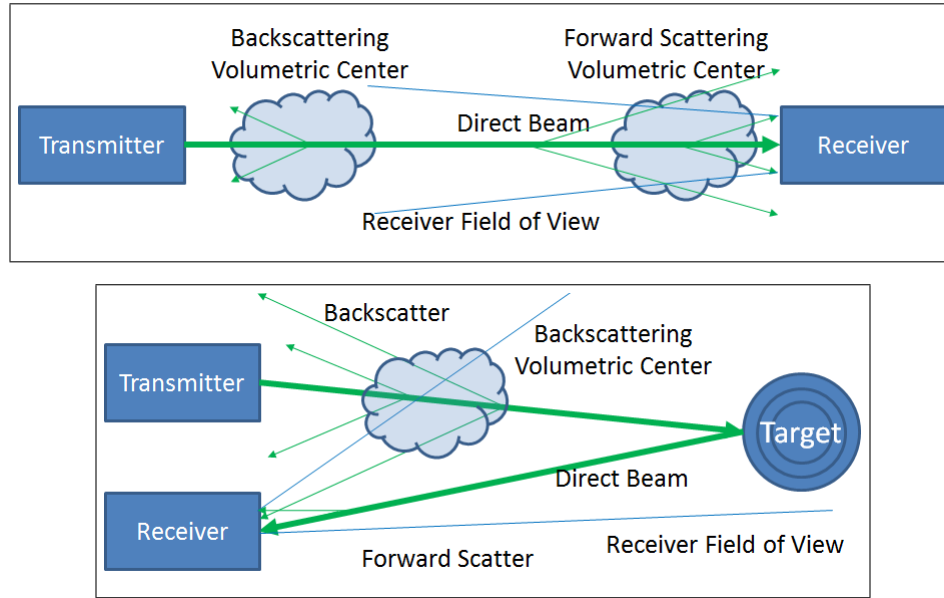 Backscattering
Volumetric Center
Forward Scattering
Volumetric Center
Transmitter
Direct Beam
Receiver
Receiver Field of View
Backscatter
Backscattering
Volumetric Center
Transmitter
Target
Direct Beam
Receiver
Forward Scatter
Receiver Field of View